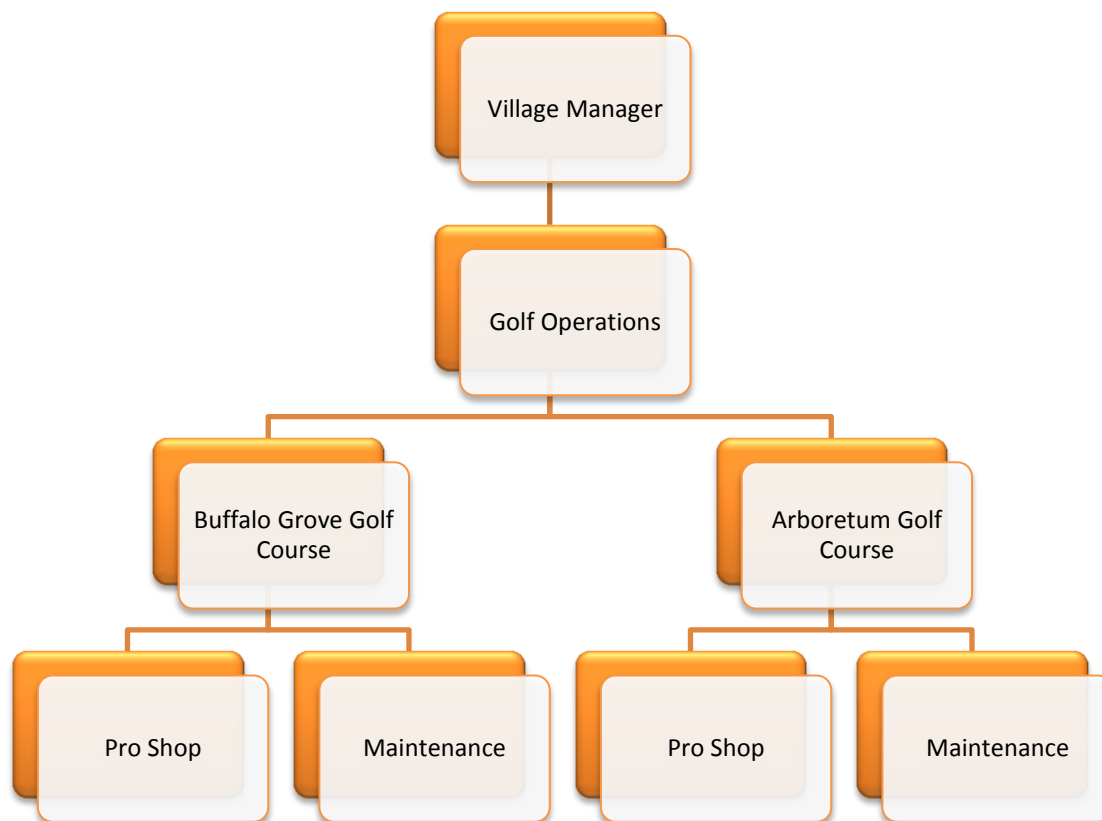 Village Manager
Golf Operations
Buffalo Grove Golf
Course
Arboretum Golf
Course
Pro Shop
Maintenance
Pro Shop
Maintenance